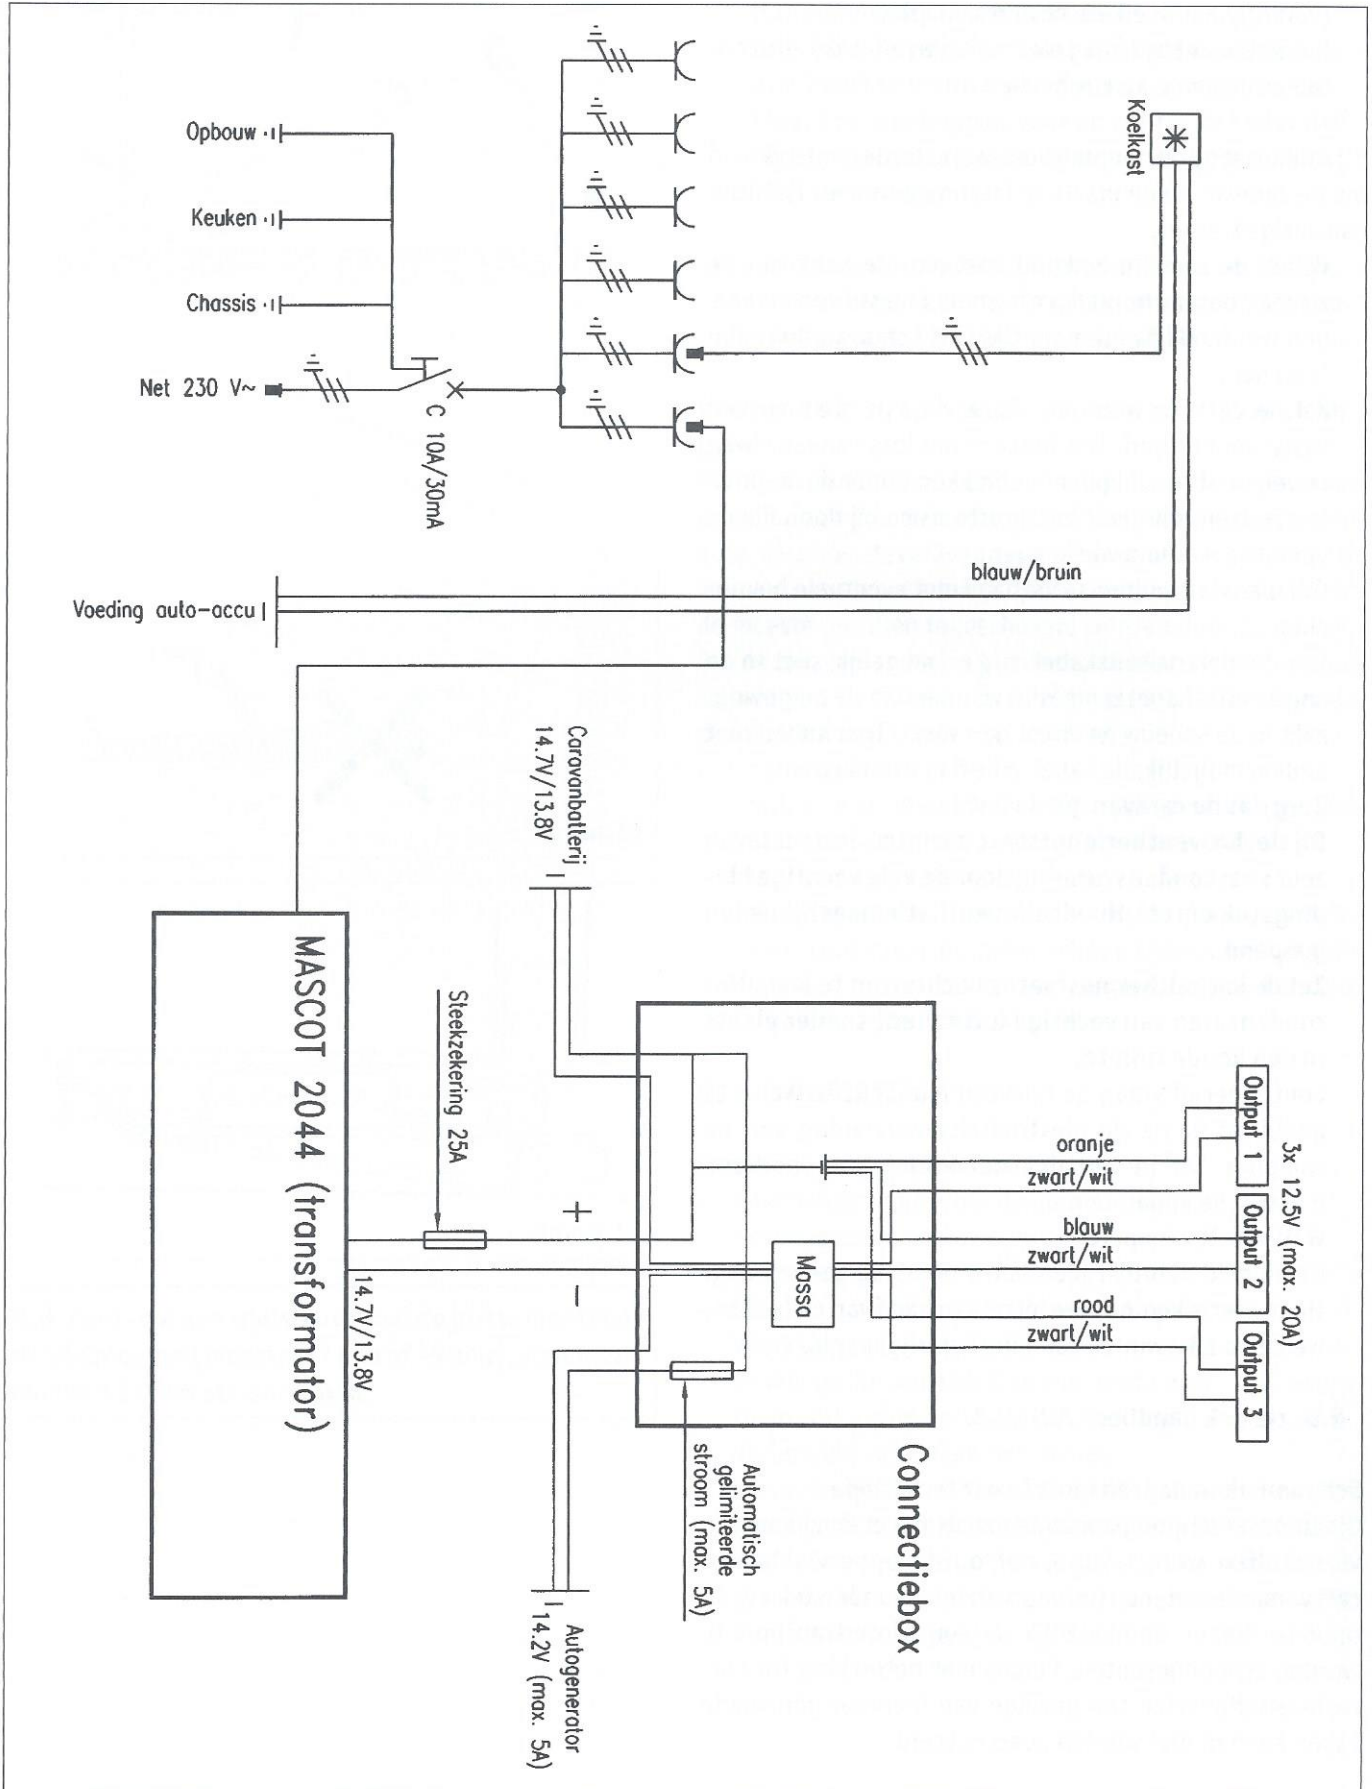 Opbouw
Keuken
Chassis
Net 230 V~
C 10A/30mA
Koelkast
blauw/bruin
Voeding auto-accu
Caravanbatterij
14.7V/13.8V
MASCOT 2044 (transformator)
Steekzekering 25A
14.7V/13.8V
+
-
Massa
oranje
zwart/wit
blauw
zwart/wit
rood
zwart/wit
Output 1
Output 2
Output 3
3x 12.5V (max. 20A)
Connectiebox
Automatisch
gelimiteerde
stroom (max. 5A)
Autogenerator
14.2V (max. 5A)